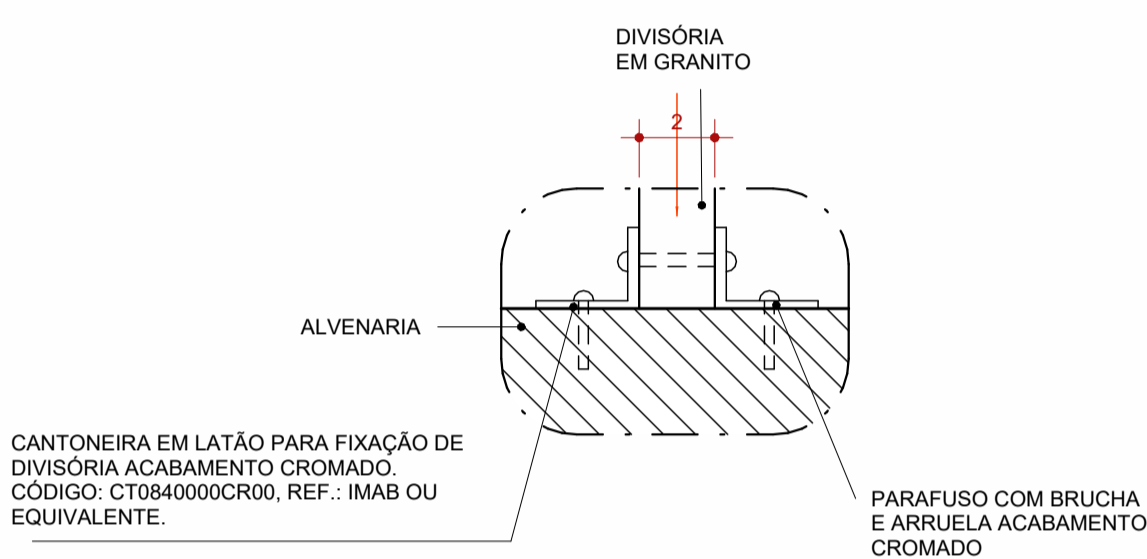 DIVISÓRIA
EM GRANITO
2
ALVENARIA
CANTONEIRA EM LATÃO PARA FIXAÇÃO DE
DIVISÓRIA ACABAMENTO CROMADO.
CÓDIGO: CT0840000CR00, REF.: IMAB OU
EQUIVALENTE.
PARAFUSO COM BRUCHA
E ARRUELA ACABAMENTO
CROMADO